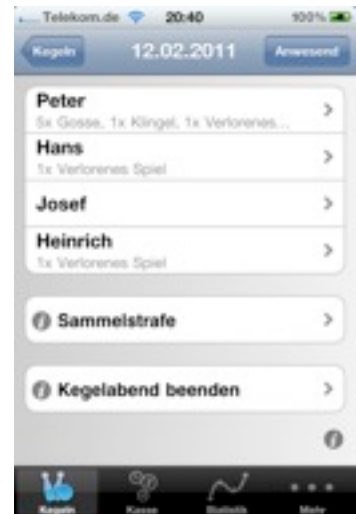 Telekom.de 20:40 100%
Kegeln 12.02.2011 Anwesend
Peter
5x Gosse, 1x Klingel, 1x Verlorenes...
Hans
1x Verlorenes Spiel
Josef
Heinrich
1x Verlorenes Spiel
Sammelstrafe
Kegelabend beenden
Kegeln Kasse Statistik Mehr